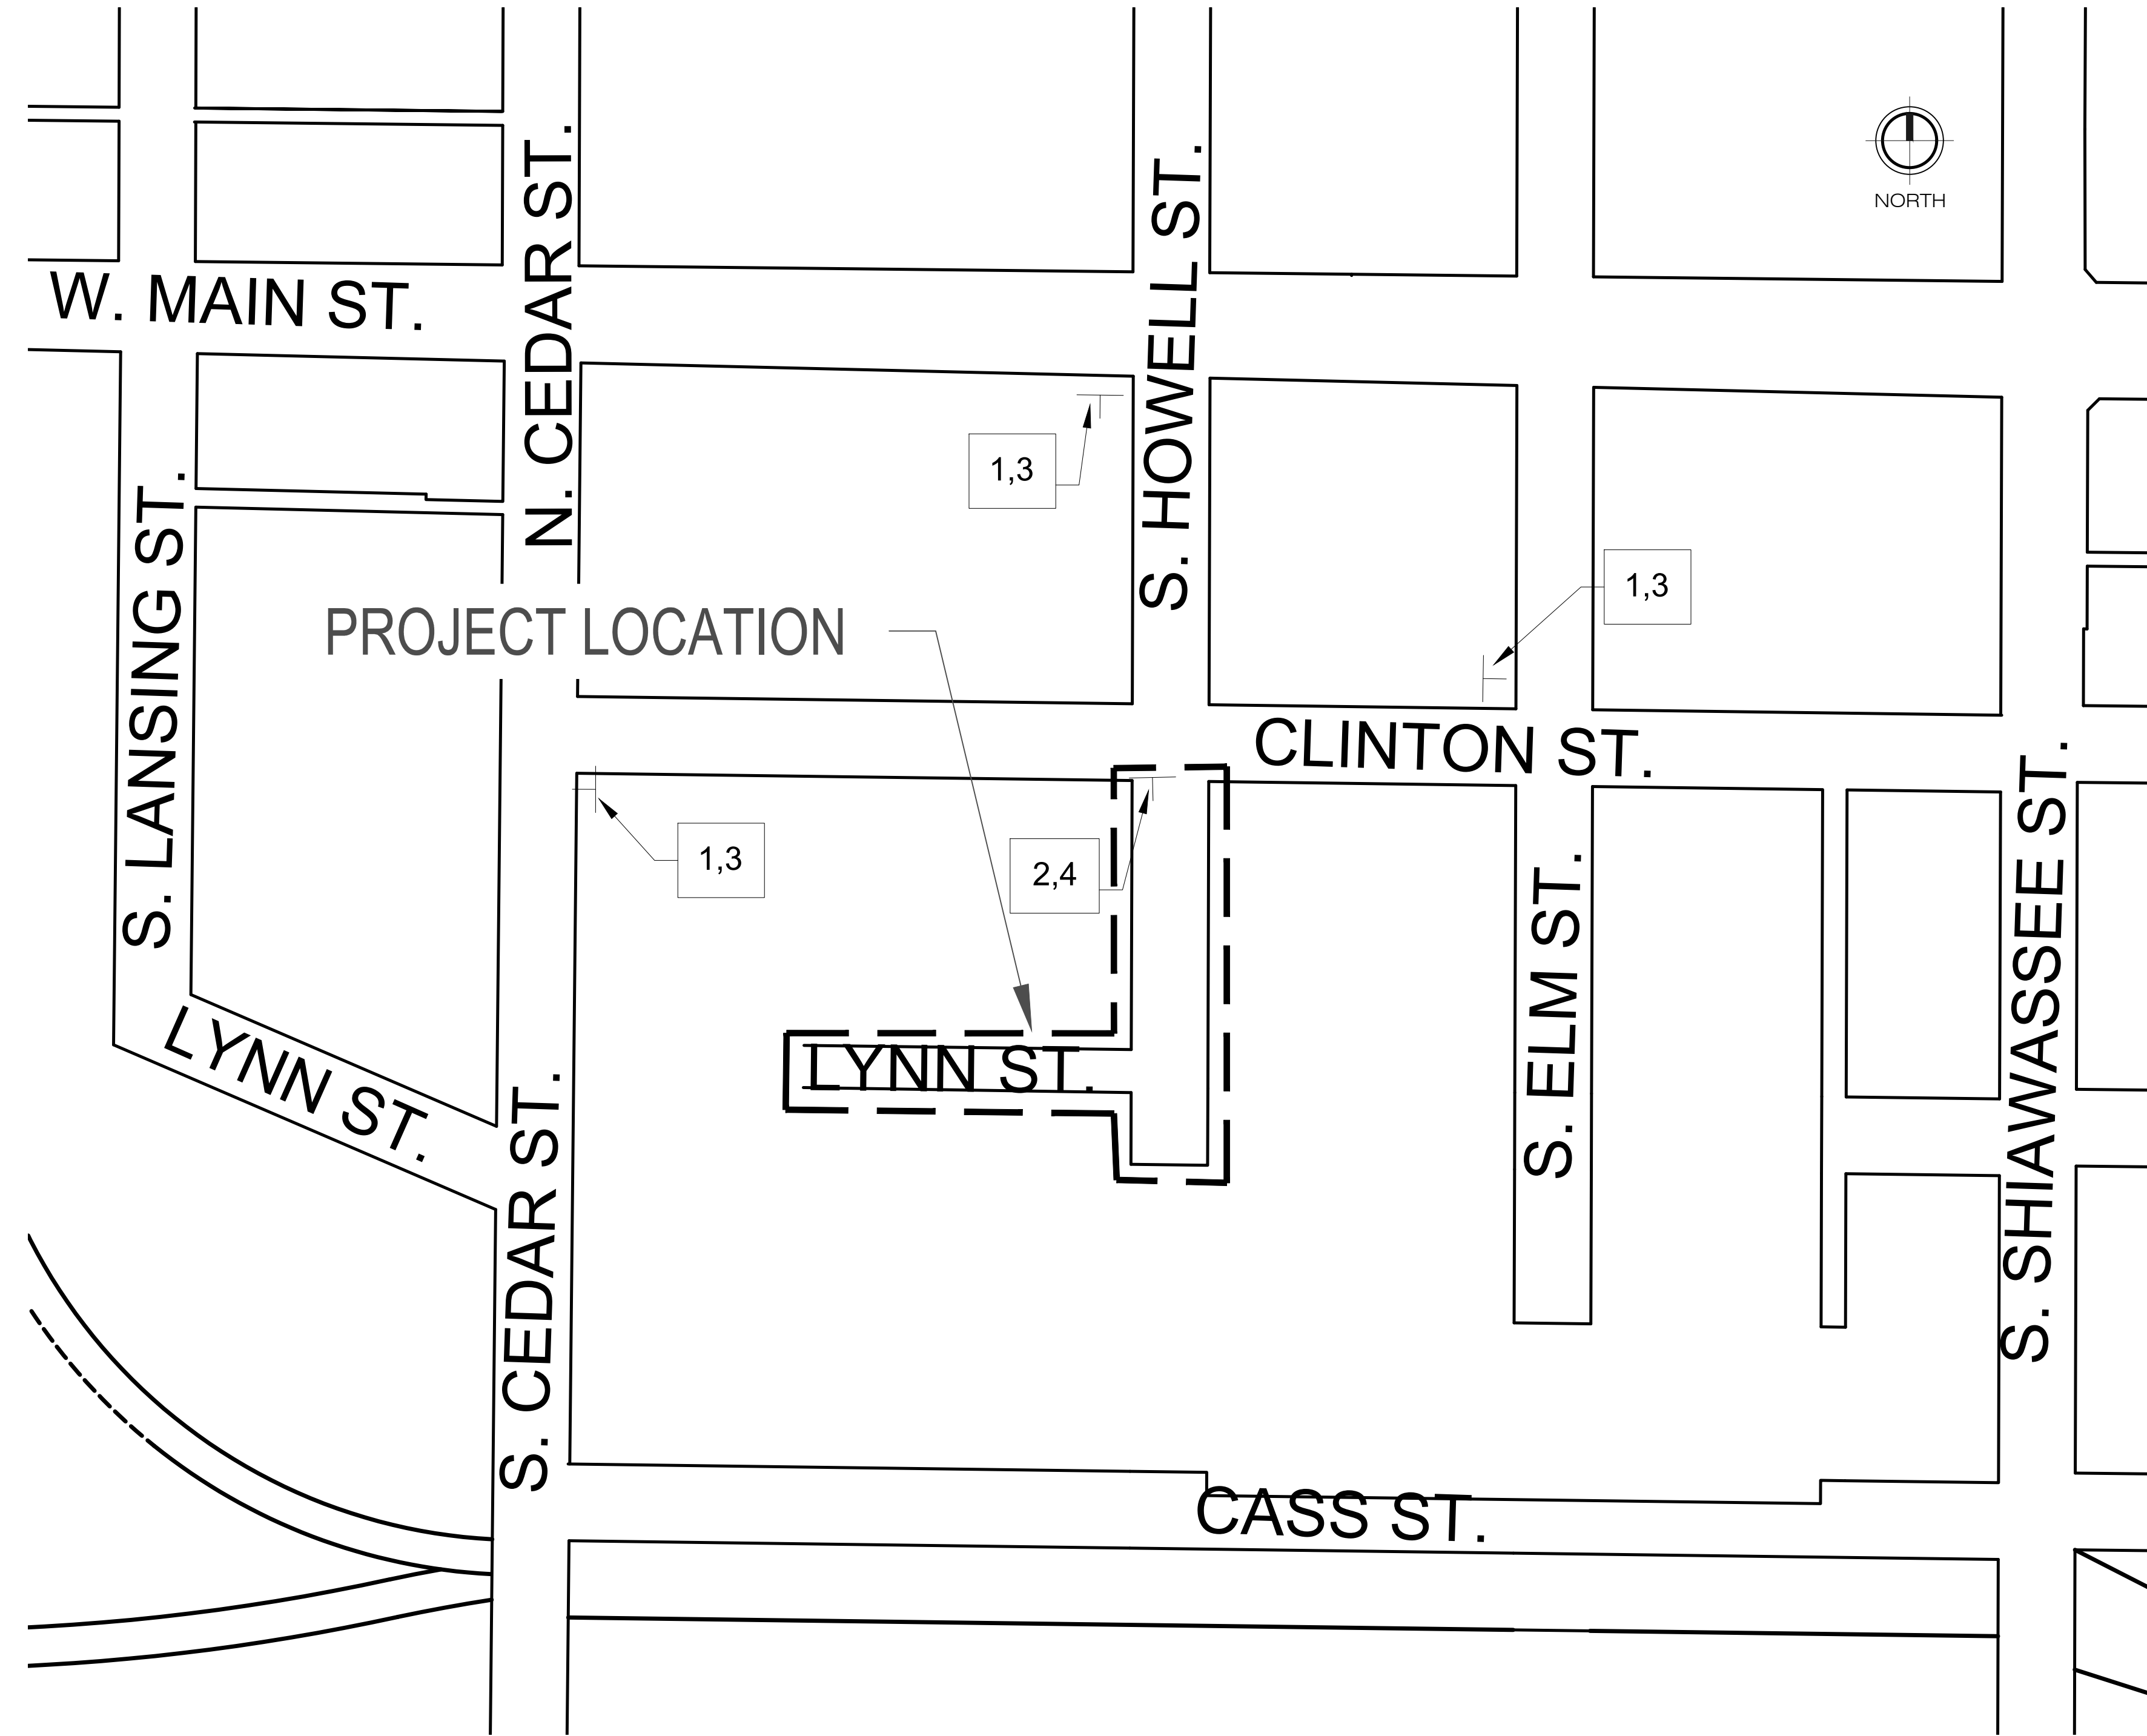 NORTH
W. MAIN ST.
N. CEDAR ST.
S. HOWELL ST.
1,3
S. LANSING ST.
1,3
PROJECT LOCATION
CLINTON ST.
1,3
2,4
S. ELM ST.
S. SHIAWASSEE ST.
LYNN ST.
LYNN ST.
S. CEDAR ST.
CASS ST.